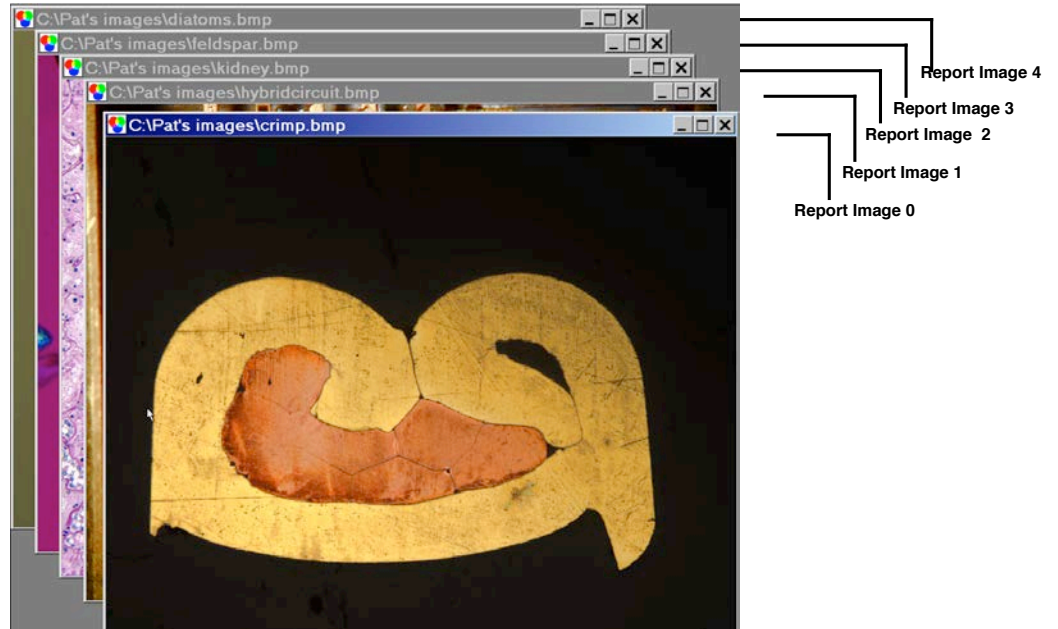 C:\Pat's images\diatoms.bmp
C:\Pat's images\feldspar.bmp
C:\Pat's images\kidney.bmp
C:\Pat's images\hybridcircuit.bmp
C:\Pat's images\crimp.bmp
Report Image 4
Report Image 3
Report Image 2
Report Image 1
Report Image 0